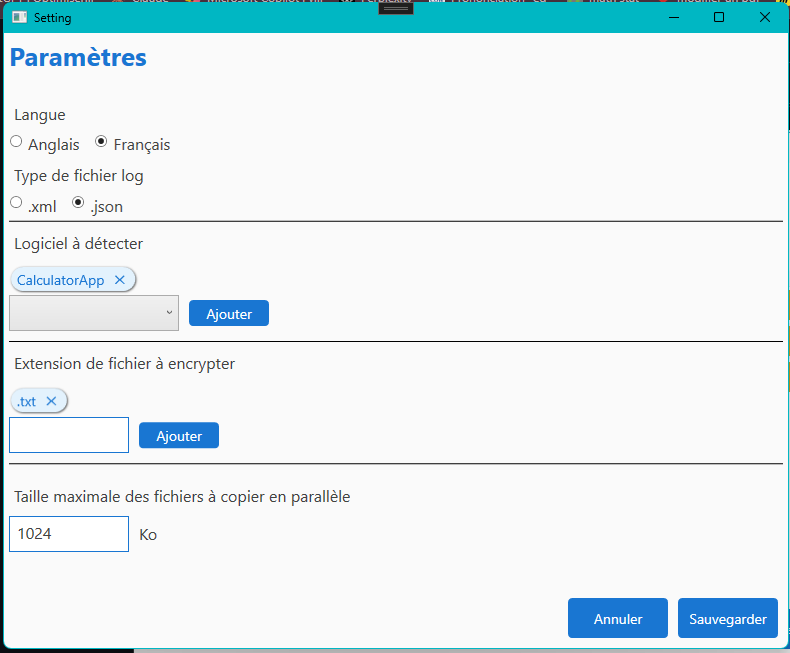 Setting
Paramètres
Langue
Anglais Français
Type de fichier log
.xml .json
Logiciel à détecter
CalculatorApp
Ajouter
Extension de fichier à encrypter
.txt
Ajouter
Taille maximale des fichiers à copier en parallèle
1024 Ko
Annuler Sauvegarder